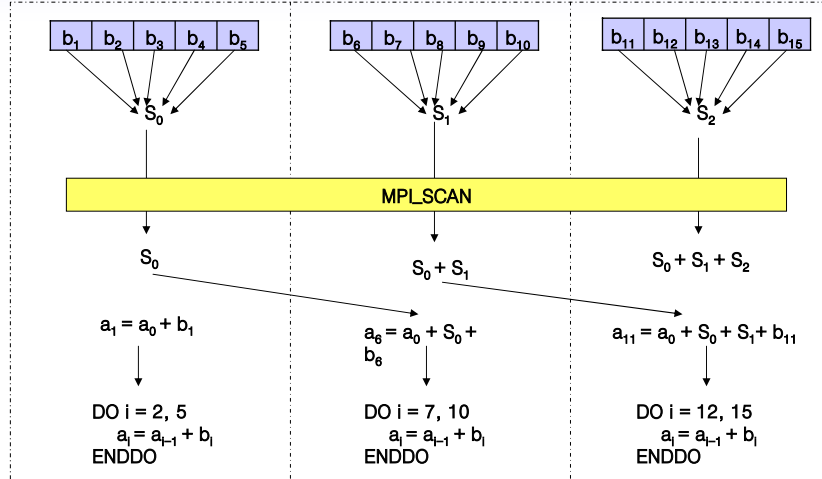 b₁ b₂ b₃ b₄ b₅ b₆ b₇ b₈ b₉ b₁₀ b₁₁ b₁₂ b₁₃ b₁₄ b₁₅
S₀ S₁ S₂
MPI_SCAN
S₀ S₀ + S₁ S₀ + S₁ + S₂
a₁ = a₀ + b₁
a₆ = a₀ + S₀ +
b₆
a₁₁ = a₀ + S₀ + S₁ + b₁₁
DO i = 2, 5
aᵢ = aᵢ₋₁ + bᵢ
ENDDO
DO i = 7, 10
aᵢ = aᵢ₋₁ + bᵢ
ENDDO
DO i = 12, 15
aᵢ = aᵢ₋₁ + bᵢ
ENDDO